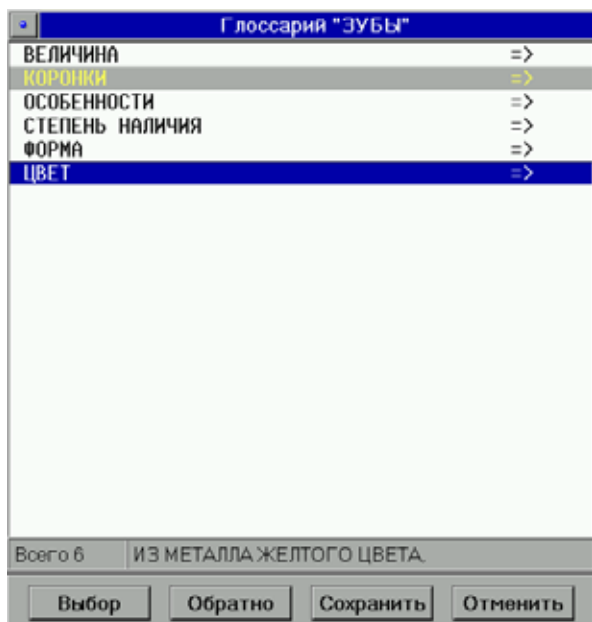 Глоссарий "ЗУБЫ"
ВЕЛИЧИНА =>
КОРОНКИ =>
ОСОБЕННОСТИ =>
СТЕПЕНЬ НАЛИЧИЯ =>
ФОРМА =>
ЦВЕТ =>
Всего 6 ИЗ МЕТАЛЛА ЖЕЛТОГО ЦВЕТА.
Выбор Обратно Сохранить Отменить